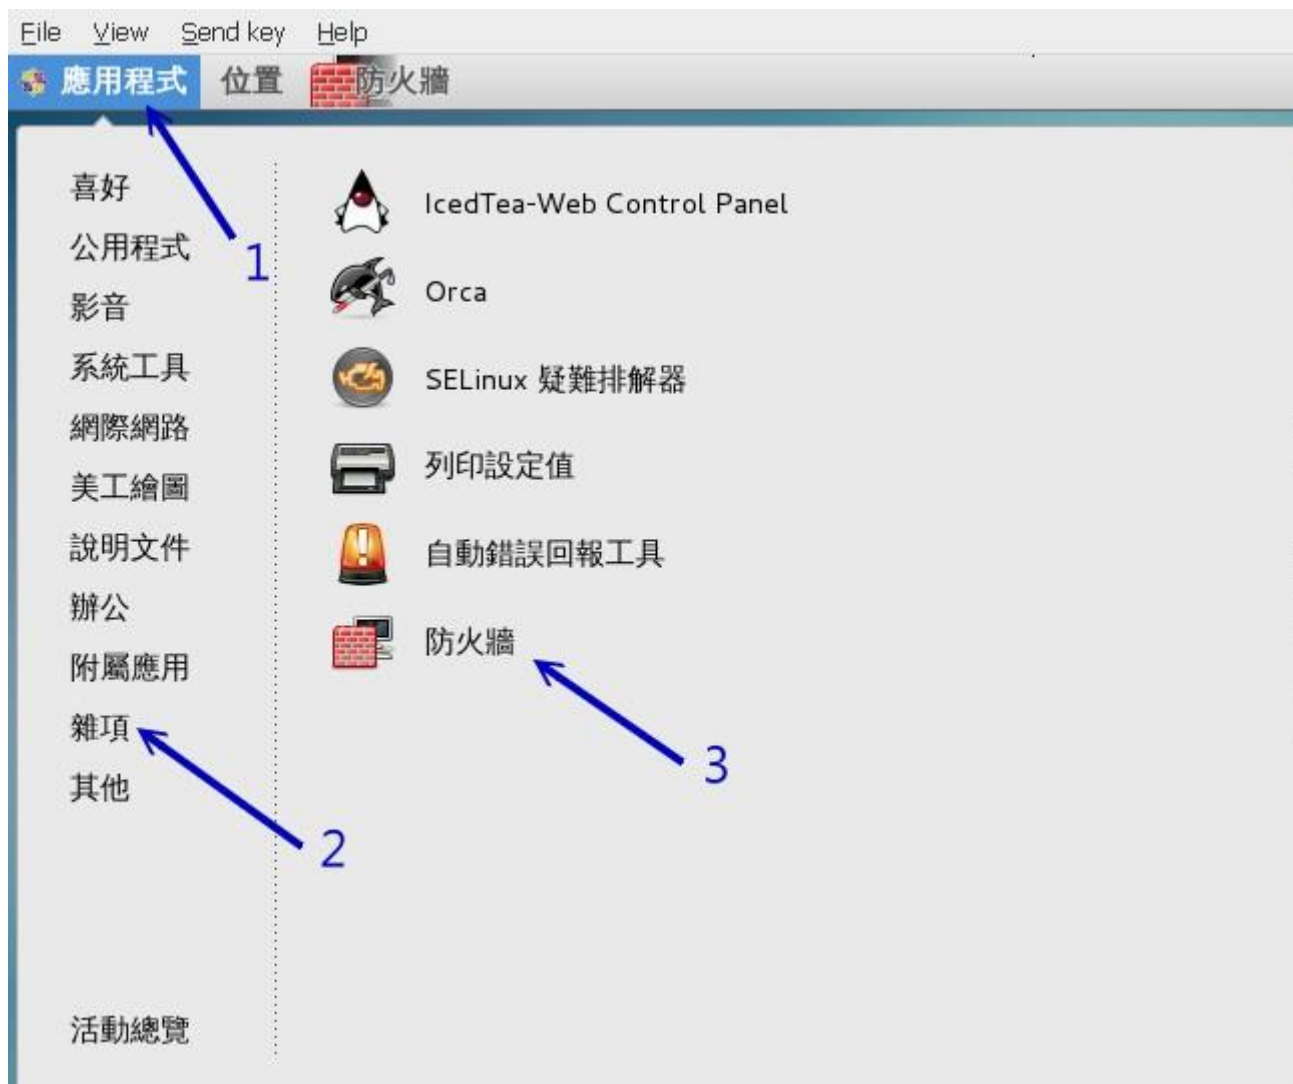 File View Send key Help
應用程式 位置 防火牆
喜好
公用程式
影音
系統工具
網際網路
美工繪圖
說明文件
辦公
附屬應用
雜項
其他
活動總覽
IcedTea-Web Control Panel
Orca
SELinux 疑難排解器
列印設定值
自動錯誤回報工具
防火牆
1
2
3